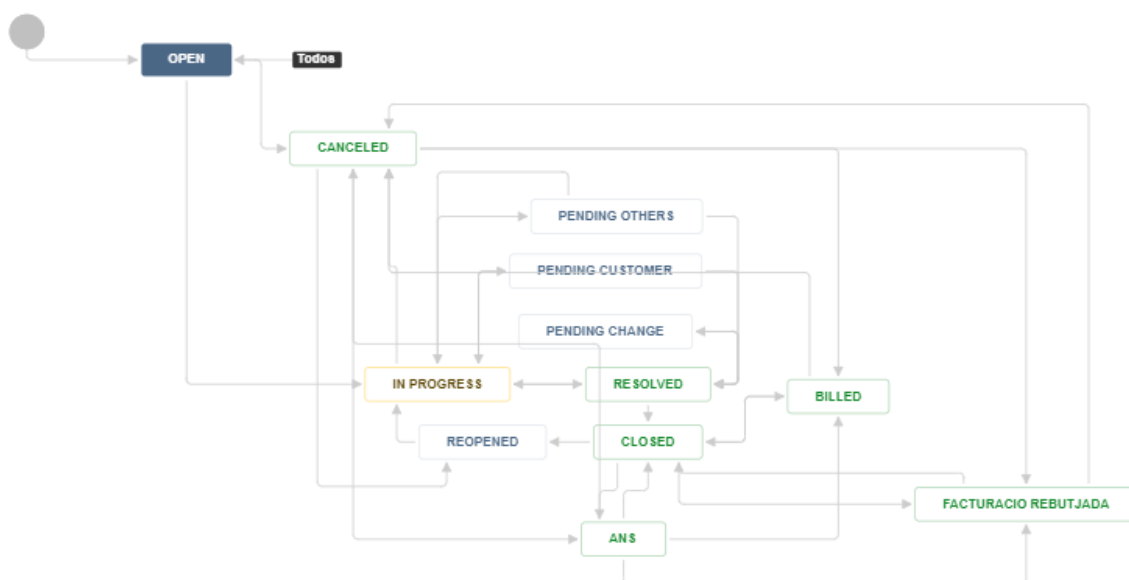 OPEN
Todos
CANCELED
PENDING OTHERS
PENDING CUSTOMER
PENDING CHANGE
IN PROGRESS
RESOLVED
BILLED
REOPENED
CLOSED
FACTURACIO REBUTJADA
ANS